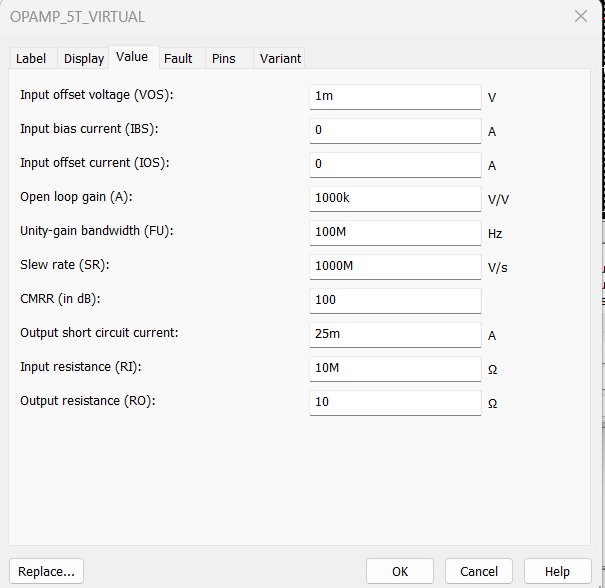 OPAMP_5T_VIRTUAL
Label Display Value Fault Pins Variant
Input offset voltage (VOS): 1m V
Input bias current (IBS): 0 A
Input offset current (IOS): 0 A
Open loop gain (A): 1000k V/V
Unity-gain bandwidth (FU): 100M Hz
Slew rate (SR): 1000M V/s
CMRR (in dB): 100
Output short circuit current: 25m A
Input resistance (RI): 10M Ω
Output resistance (RO): 10 Ω
Replace... OK Cancel Help